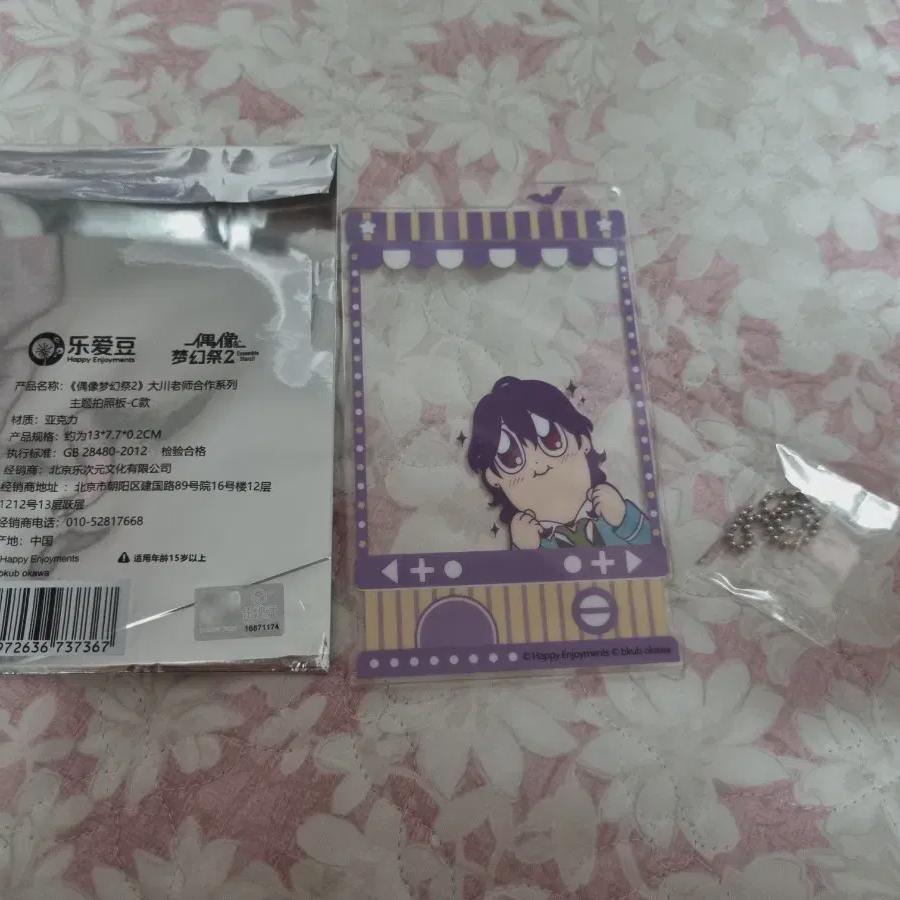 乐爱豆
Happy Enjoyments
偶像
梦幻祭2
Ensemble Stars!!
产品名称：《偶像梦幻祭2》大川老师合作系列
主题拍照板-C款
材质：亚克力
产品规格：约为13*7.7*0.2CM
执行标准：GB 28480-2012 检验合格
经销商：北京乐次元文化有限公司
经销商地址：北京市朝阳区建国路89号院16号楼12层
1212号13层跃层
经销商电话：010-52817668
产地：中国
Happy Enjoyments
bkub okawa
适用年龄15岁以上
972636 737367
16871174
© Happy Enjoyments © bkub okawa